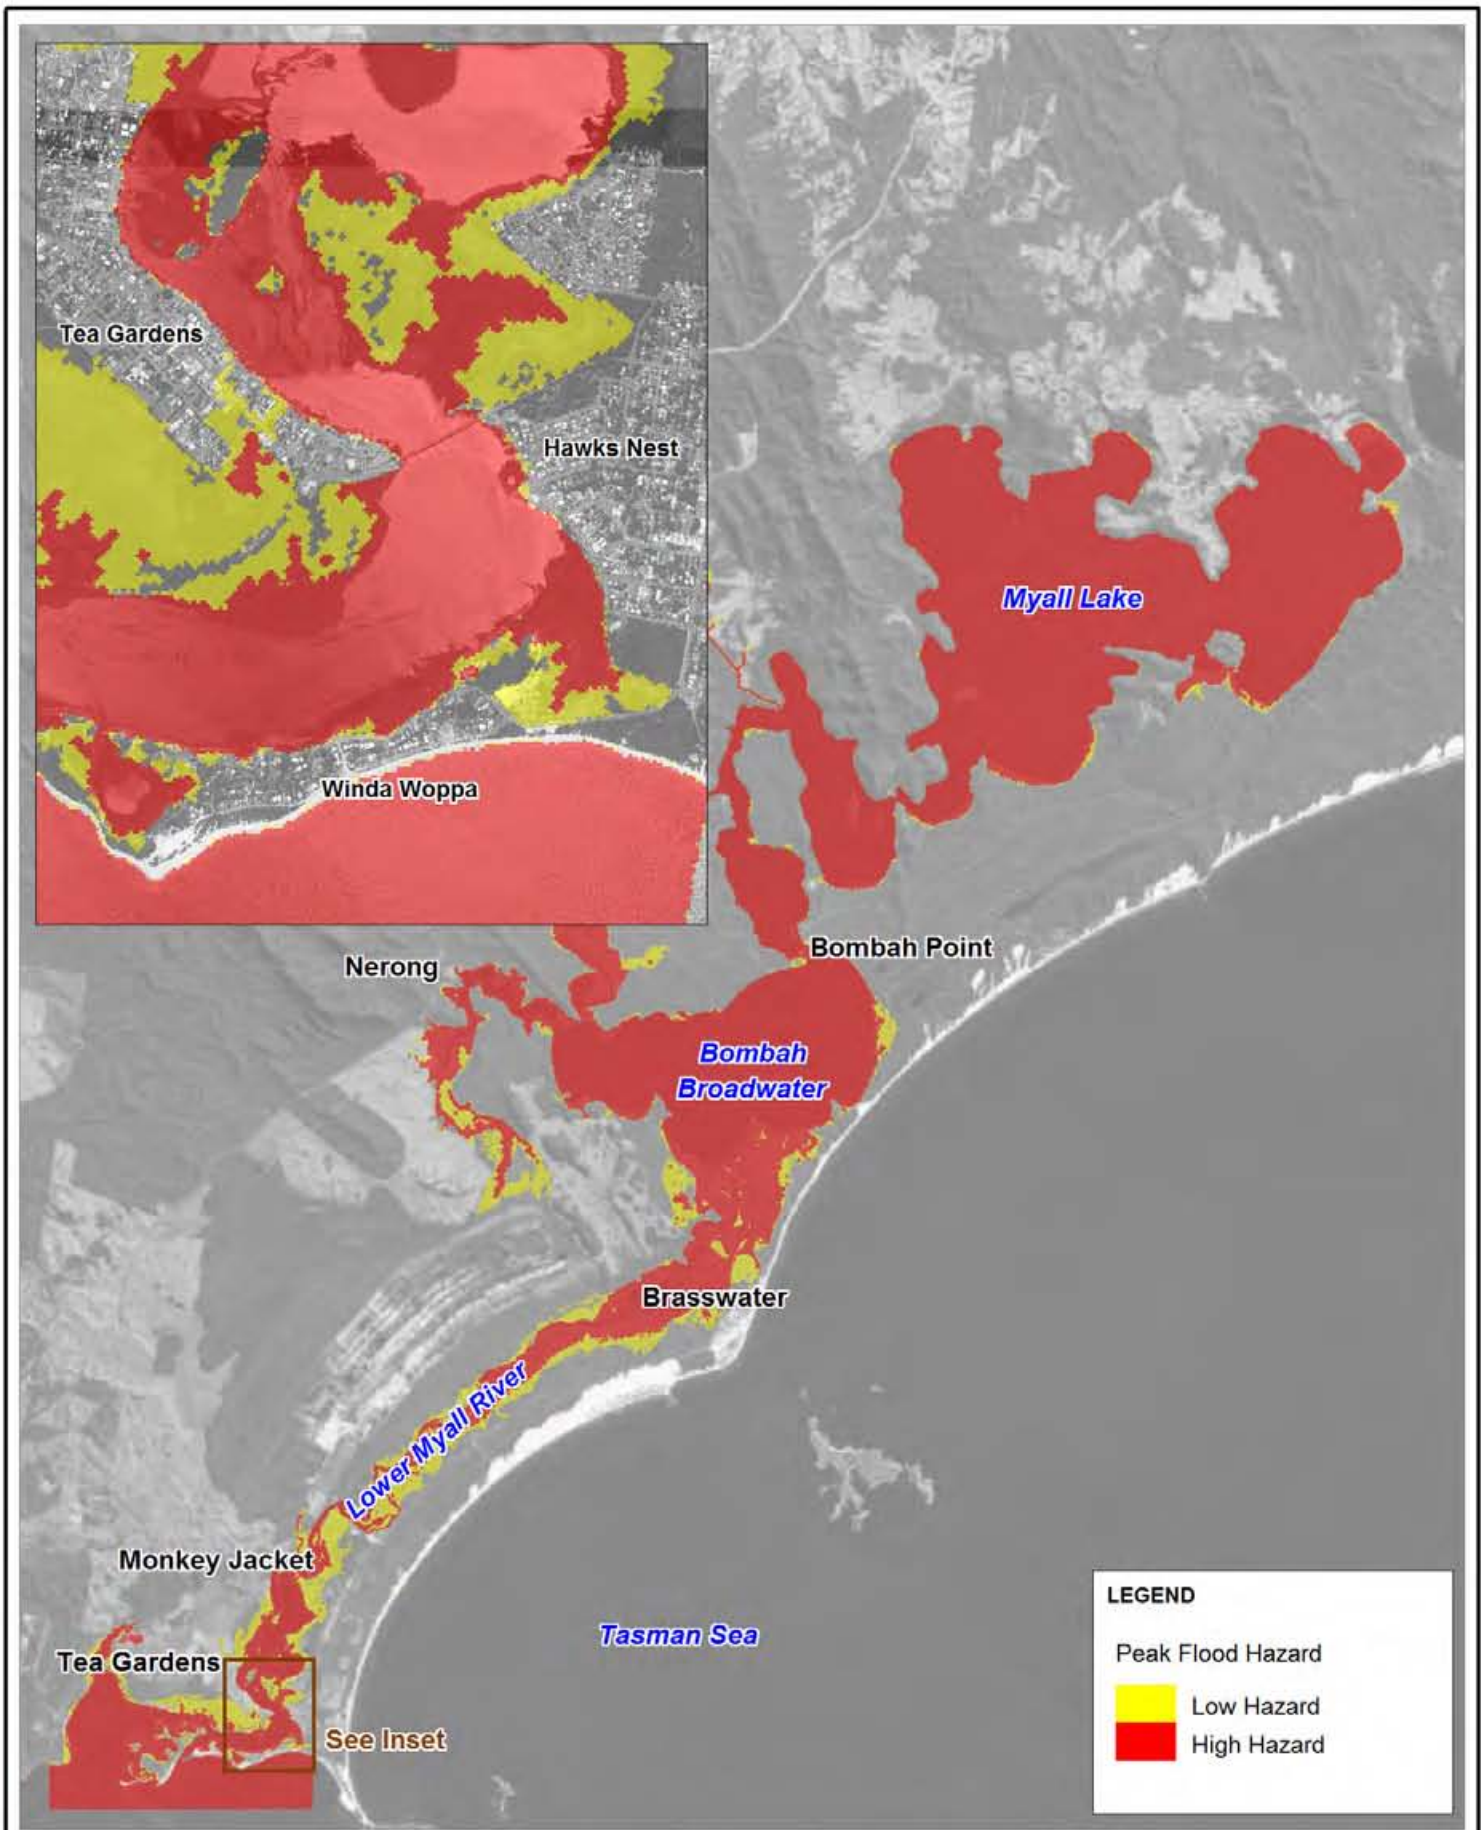 Tea Gardens
Hawks Nest
Winda Woppa
Myall Lake
Bombah Point
Nerong
Bombah
Broadwater
Brasswater
Lower Myall River
Monkey Jacket
Tasman Sea
Tea Gardens
See Inset
LEGEND
Peak Flood Hazard
Low Hazard
High Hazard